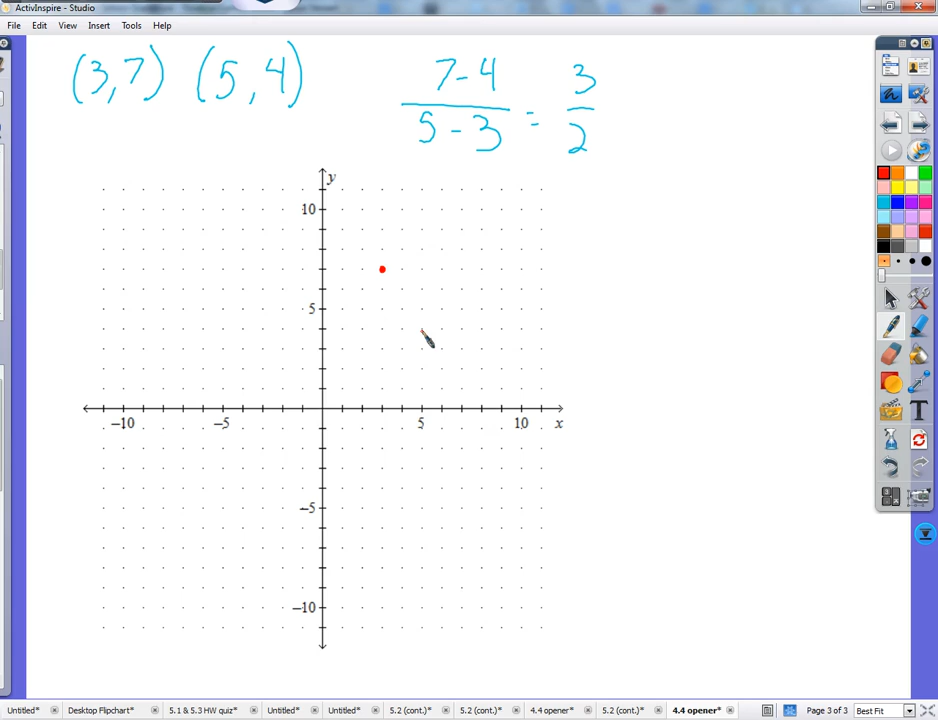 ActivInspire - Studio
File Edit View Insert Tools Help
(3,7) (5,4)
7-4
5-3
=
3
2
y
10
5
-10 -5 5 10 x
-5
-10
T
Untitled* Desktop Flipchart* 5.1 & 5.3 HW quiz* Untitled* Untitled* 5.2 (cont.)* 5.2 (cont.)* 4.4 opener* 5.2 (cont.)* 4.4 opener* Page 3 of 3 Best Fit